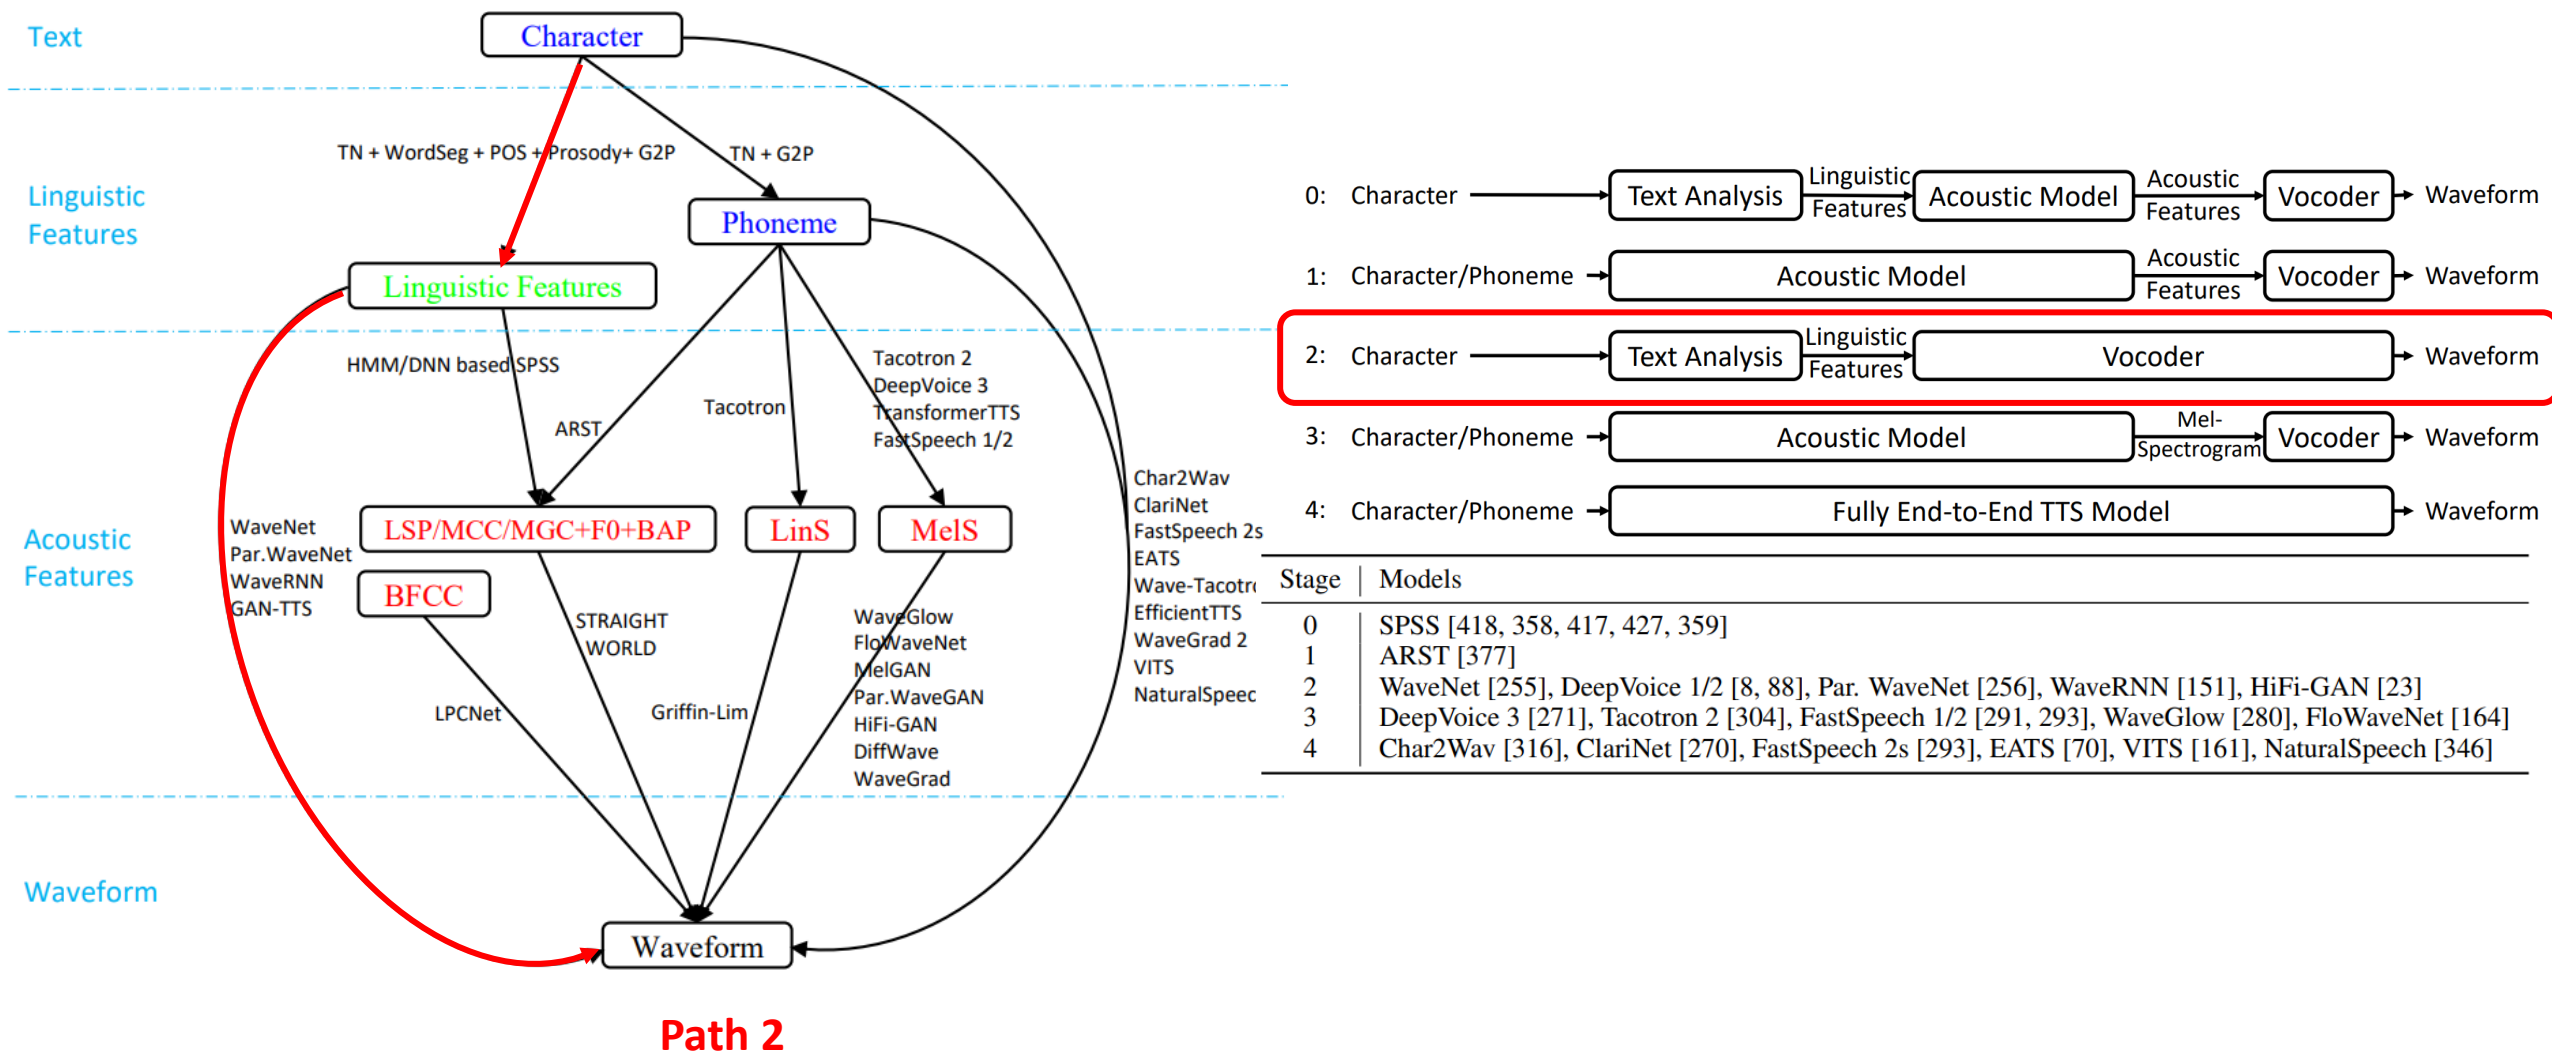 Text
Character
TN + WordSeg + POS + Prosody+ G2P
TN + G2P
Linguistic
Features
Phoneme
Linguistic Features
HMM/DNN based SPSS
ARST
Tacotron
Tacotron 2
DeepVoice 3
TransformerTTS
FastSpeech 1/2
Acoustic
Features
WaveNet
Par.WaveNet
WaveRNN
GAN-TTS
LSP/MCC/MGC+F0+BAP
LinS
MelS
BFCC
Char2Wav
ClariNet
FastSpeech 2s
EATS
Wave-Tacotr
EfficientTTS
WaveGrad 2
VITS
NaturalSpeec
STRAIGHT
WORLD
LPCNet
Griffin-Lim
WaveGlow
FloWaveNet
MelGAN
Par.WaveGAN
HiFi-GAN
DiffWave
WaveGrad
Waveform
Waveform
Path 2
0: Character Text Analysis Linguistic Features Acoustic Model Acoustic Features Vocoder Waveform
1: Character/Phoneme Acoustic Model Acoustic Features Vocoder Waveform
2: Character Text Analysis Linguistic Features Vocoder Waveform
3: Character/Phoneme Acoustic Model Mel-Spectrogram Vocoder Waveform
4: Character/Phoneme Fully End-to-End TTS Model Waveform
Stage Models
0 SPSS [418, 358, 417, 427, 359]
1 ARST [377]
2 WaveNet [255], DeepVoice 1/2 [8, 88], Par. WaveNet [256], WaveRNN [151], HiFi-GAN [23]
3 DeepVoice 3 [271], Tacotron 2 [304], FastSpeech 1/2 [291, 293], WaveGlow [280], FloWaveNet [164]
4 Char2Wav [316], ClariNet [270], FastSpeech 2s [293], EATS [70], VITS [161], NaturalSpeech [346]